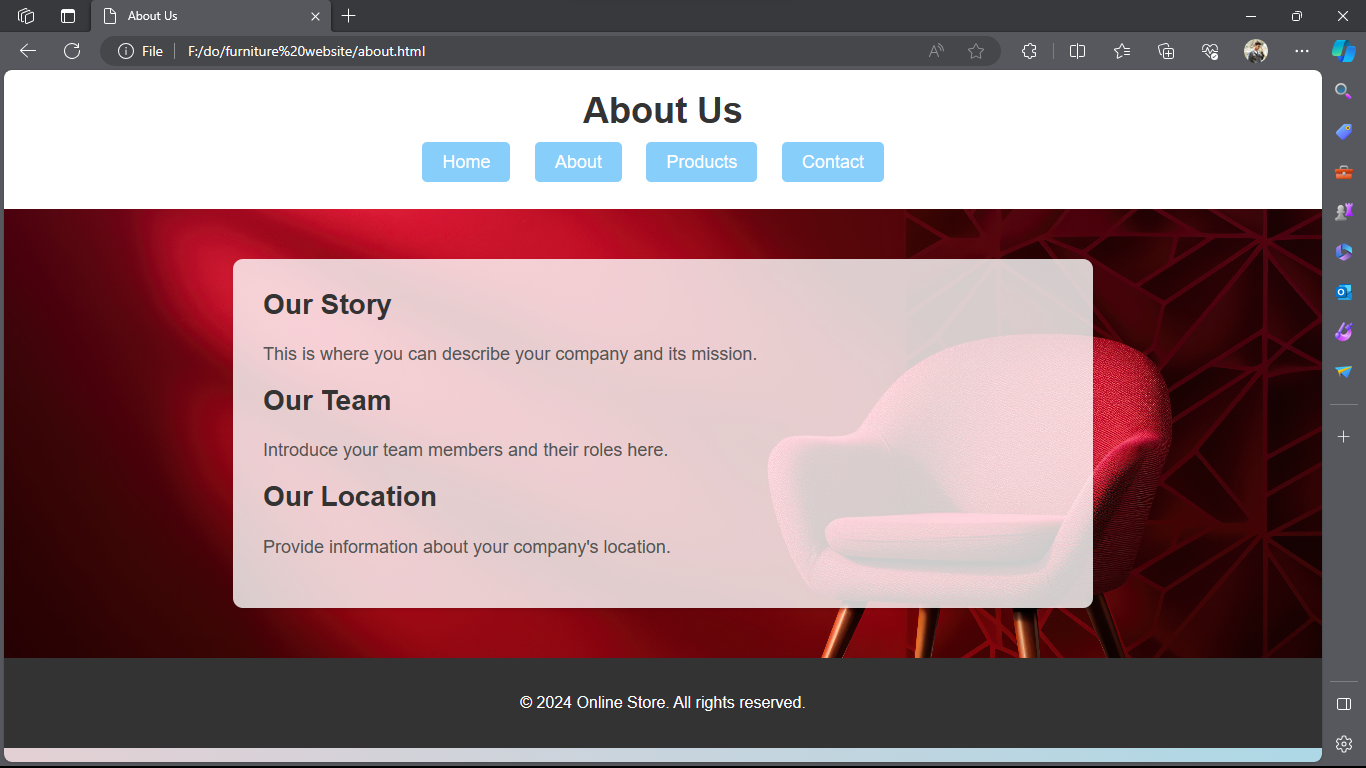 About Us
File F:/do/furniture%20website/about.html
About Us
Home About Products Contact
Our Story
This is where you can describe your company and its mission.
Our Team
Introduce your team members and their roles here.
Our Location
Provide information about your company's location.
© 2024 Online Store. All rights reserved.